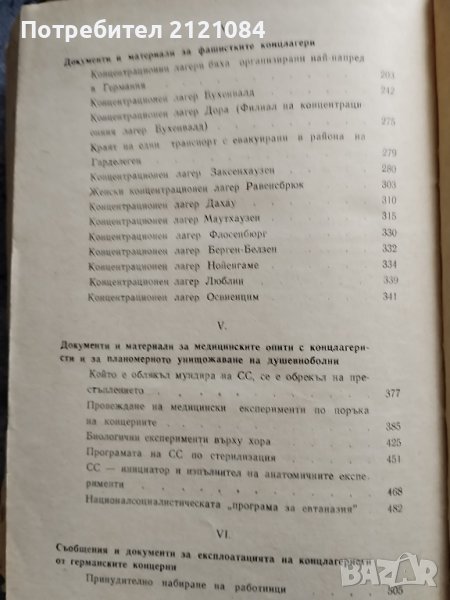 Потребител 2121084
Документи и материали за фашистките концлагери
Концентрационни лагери бяха организирани най-напред
в Германия . . . . . . . . 203
Концентрационен лагер Бухенвалд . . . . 242
Концентрационен лагер Дора (Филиал на концентраци
онния лагер Бухенвалд) . . . . . . 275
Краят на един транспорт с евакуирани в района на
Гарделеген . . . . . . . . 279
Концентрационен лагер Заксенхаузен . . . 280
Женски концентрационен лагер Равенсбрюк . . 303
Концентрационен лагер Дахау . . . . . 310
Концентрационен лагер Маутхаузен . . . . 315
Концентрационен лагер Флосенбюрг . . . . 330
Концентрационен лагер Берген-Белзен . . . 332
Концентрационен лагер Нойенгаме . . . . 334
Концентрационен лагер Люблин . . . . 339
Концентрационен лагер Освиенцим . . . . 341
V.
Документи и материали за медицинските опити с концлагери-
сти и за планомерното унищожаване на душевноболни
Който е облякъл мундира на СС, се е обрекъл на пре-
стъплението . . . . . . . . 377
Провеждане на медицински експерименти по поръка
на концерните . . . . . . . 385
Биологични експерименти върху хора . . . 425
Програмата на СС по стерилизация . . . . 451
СС — инициатор и изпълнител на анатомичните експе-
рименти . . . . . . . . . 468
Националсоциалистическата „програма за евтаназия" . 482
VI.
Съобщения и документи за експлоатацията на концлагеристи
от германските концерни
Принудително набиране на работници . . . 505
BAZAR